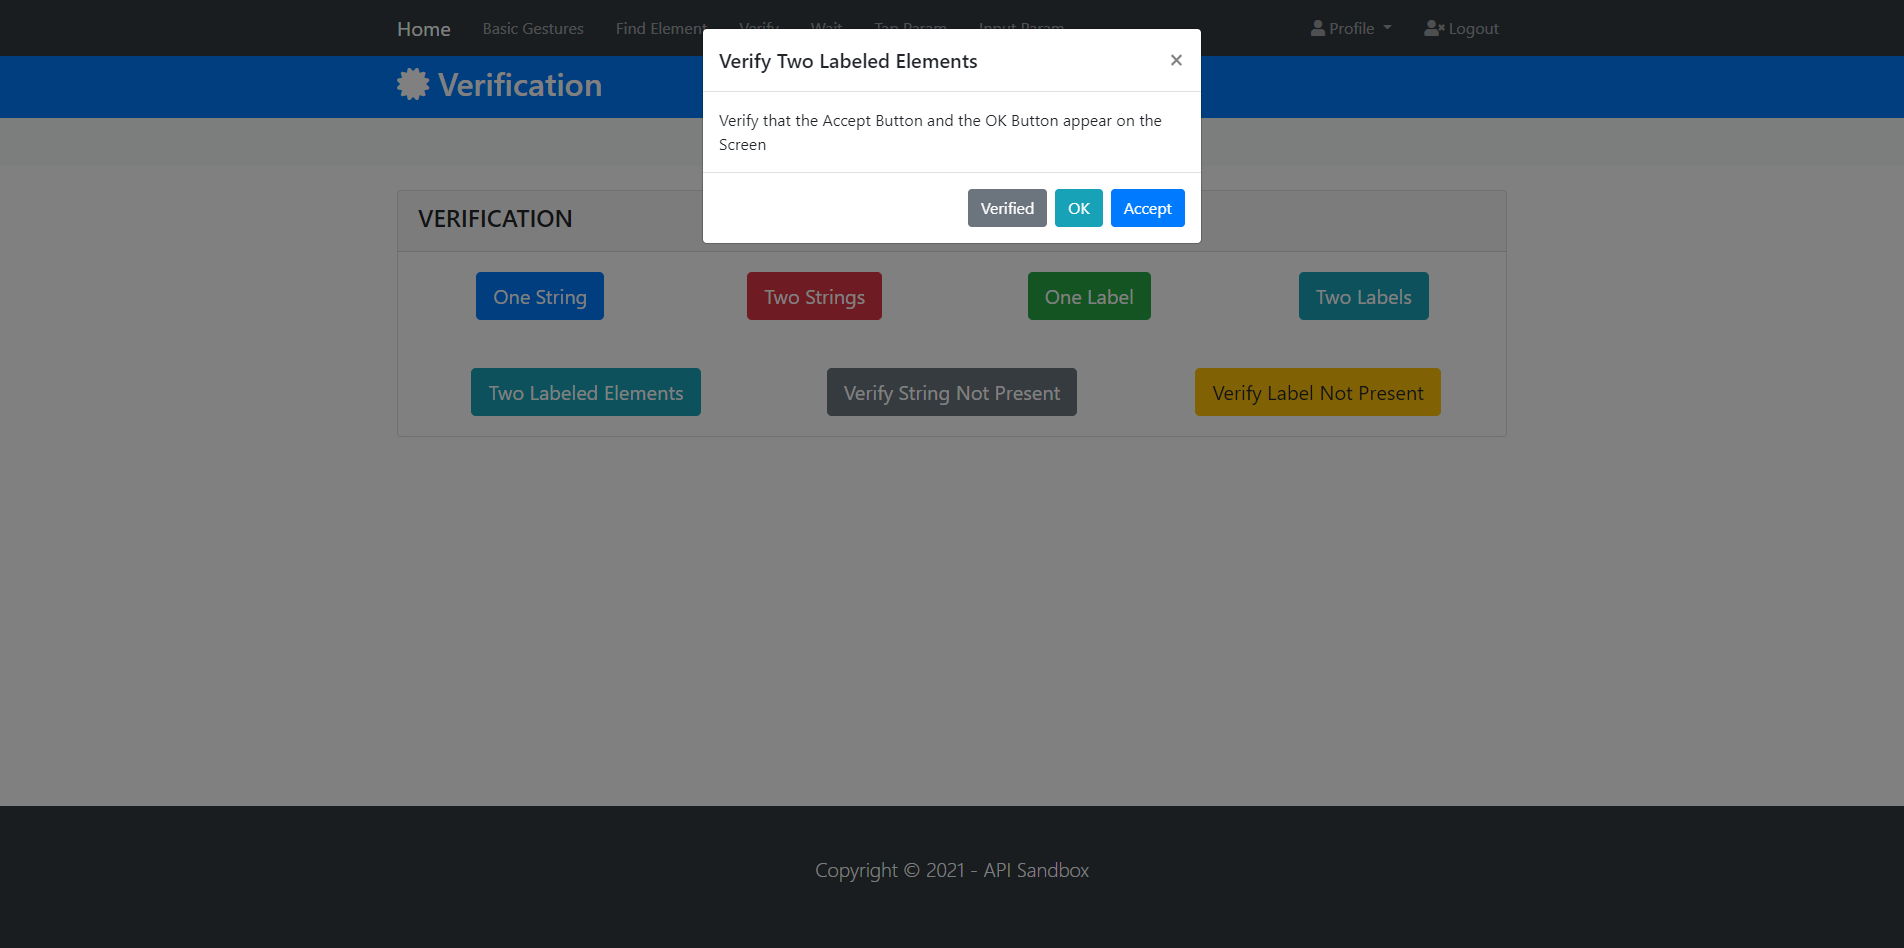 Home Basic Gestures Find Element Verify Wait Tap Param Input Param Profile Logout
Verification
Verify Two Labeled Elements ×
Verify that the Accept Button and the OK Button appear on the
Screen
Verified OK Accept
VERIFICATION
One String Two Strings One Label Two Labels
Two Labeled Elements Verify String Not Present Verify Label Not Present
Copyright © 2021 - API Sandbox